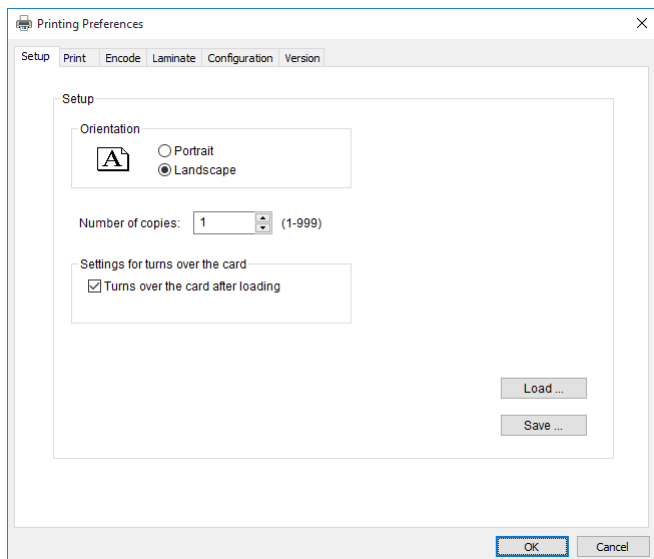 Printing Preferences
Setup Print Encode Laminate Configuration Version
Setup
Orientation
A
Portrait
Landscape
Number of copies: 1 (1-999)
Settings for turns over the card
Turns over the card after loading
Load ...
Save ...
OK Cancel